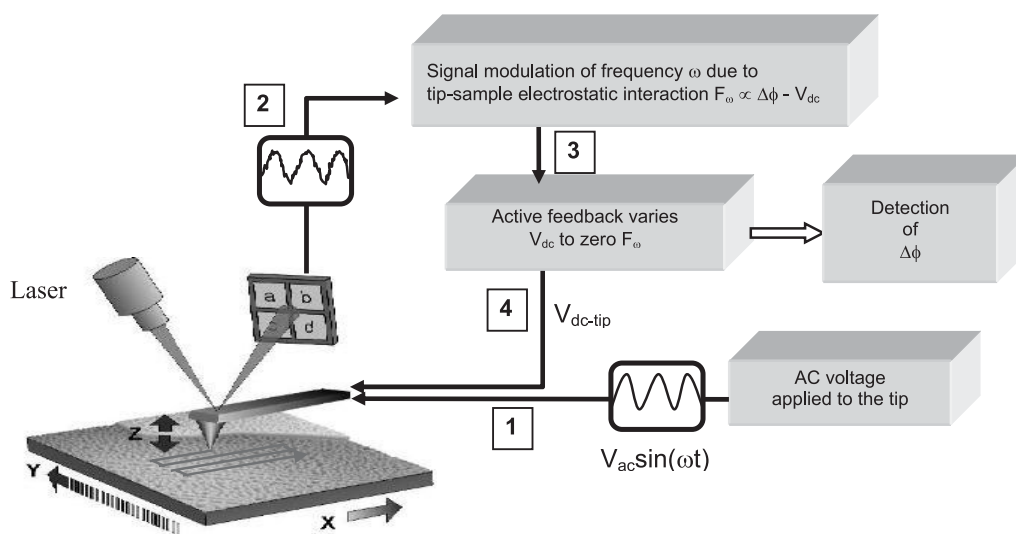 Signal modulation of frequency ω due to
tip-sample electrostatic interaction F_ω ∝ Δϕ - V_dc
2
3
Active feedback varies
V_dc to zero F_ω
Detection
of
Δϕ
Laser
a b
d
4
V_dc-tip
AC voltage
applied to the tip
1
V_ac sin(ωt)
Z
Y
X